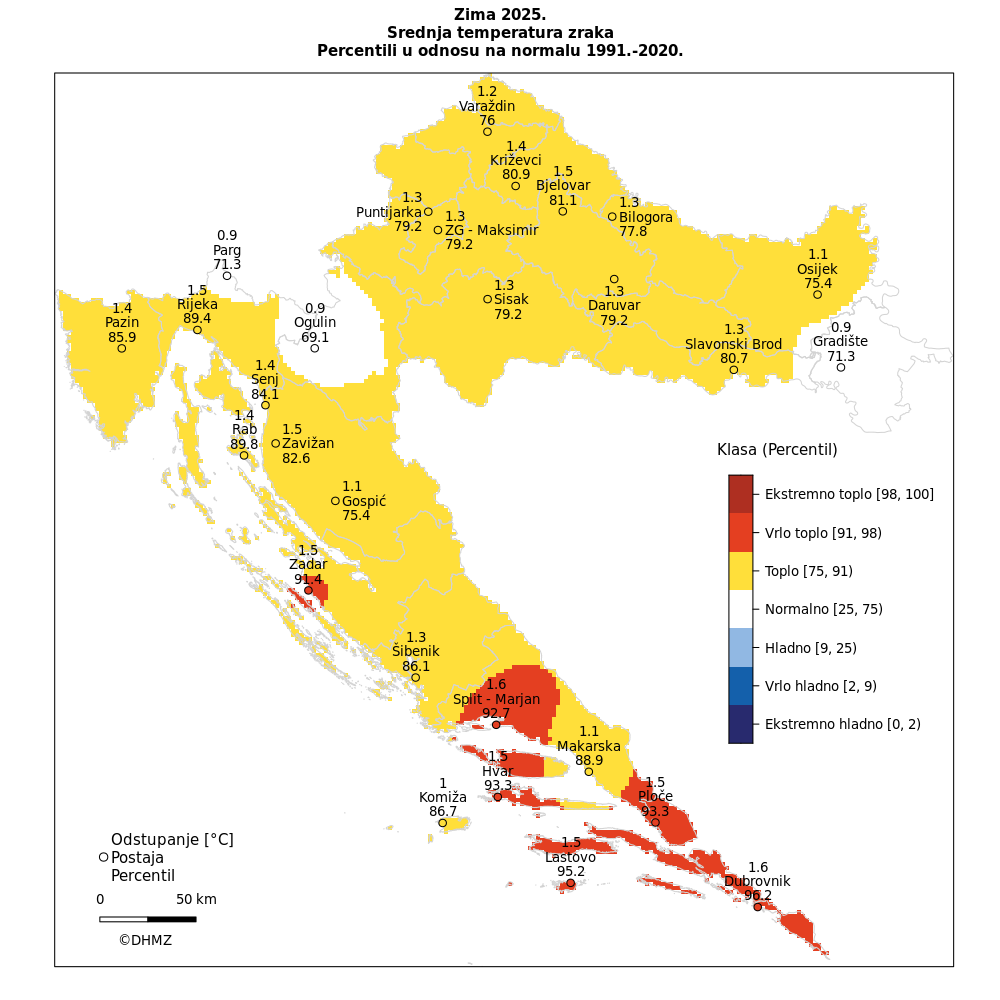 Zima 2025.
Srednja temperatura zraka
Percentili u odnosu na normalu 1991.-2020.
1.2
Varaždin
76
1.4
Križevci
80.9
1.5
Bjelovar
81.1
1.3
Puntijarka
79.2
1.3
ZG - Maksimir
79.2
1.3
Bilogora
77.8
0.9
Parg
71.3
1.1
Osijek
75.4
1.5
Rijeka
89.4
1.4
Pazin
85.9
0.9
Ogulin
69.1
1.3
Sisak
79.2
1.3
Daruvar
79.2
1.3
Slavonski Brod
80.7
0.9
Gradište
71.3
1.4
Senj
84.1
1.4
Rab
89.8
1.5
Zavižan
82.6
1.1
Gospić
75.4
1.5
Zadar
91.4
1.3
Šibenik
86.1
1.6
Split - Marjan
92.7
1.1
Makarska
88.9
1.5
Hvar
93.3
1
Komiža
86.7
1.5
Ploče
93.3
1.5
Lastovo
95.2
1.6
Dubrovnik
96.2
Klasa (Percentil)
Ekstremno toplo [98, 100]
Vrlo toplo [91, 98)
Toplo [75, 91)
Normalno [25, 75)
Hladno [9, 25)
Vrlo hladno [2, 9)
Ekstremno hladno [0, 2)
Odstupanje [°C]
Postaja
Percentil
0 50 km
©DHMZ